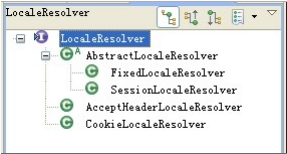 LocaleResolver
LocaleResolver
AbstractLocaleResolver
FixedLocaleResolver
SessionLocaleResolver
AcceptHeaderLocaleResolver
CookieLocaleResolver